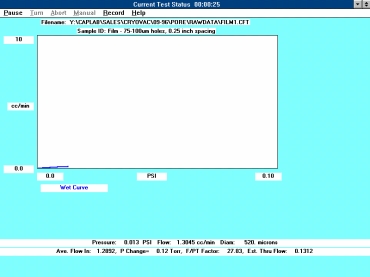 Current Test Status 00:00:25
Pause Turn Abort Manual Record Help
Filename: Y:\CAPLAB\SALES\CRYOVAC\09-96\PORE\RAWDATA\FILM1.CFT
Sample ID: Film - 75-100um holes, 0.25 inch spacing
10
cc/min
0.0
0.0 PSI 0.10
Wet Curve
Pressure: 0.013 PSI Flow: 1.3045 cc/min Diam: 520. microns
Ave. Flow In: 1.2892, P Change= 0.12 Torr, F/PT Factor: 27.03, Est. Thru Flow: 0.1312